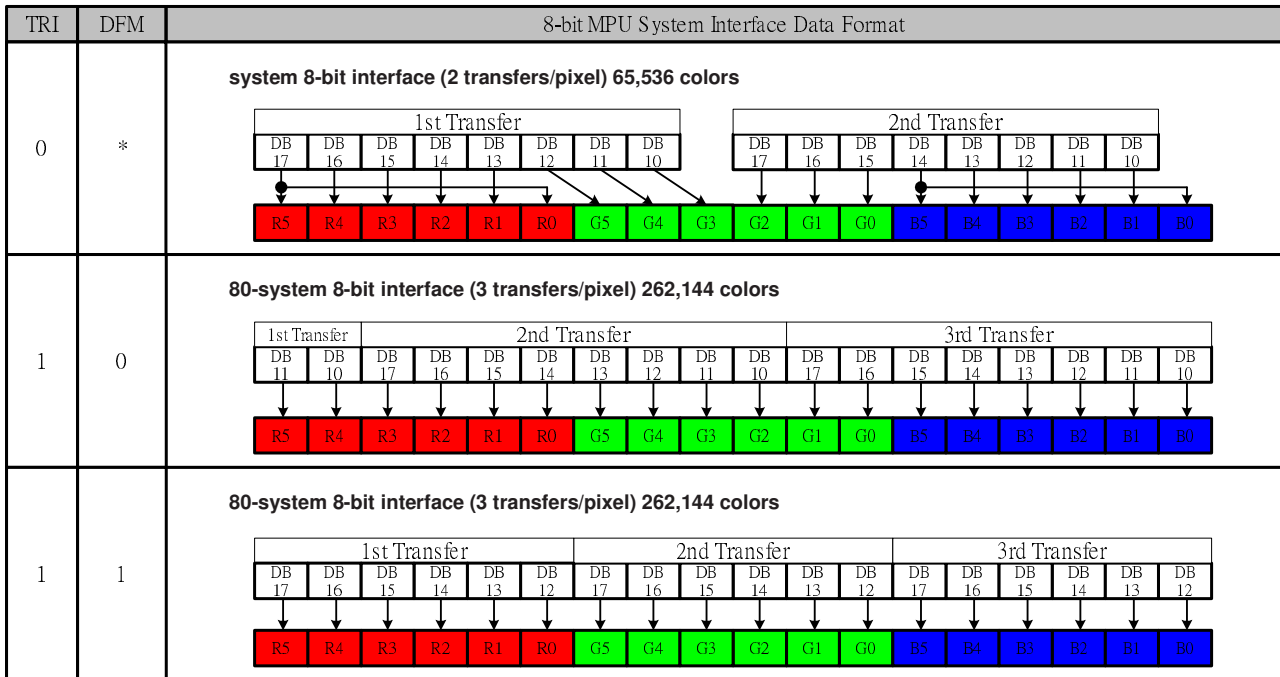 TRI DFM 8-bit MPU System Interface Data Format
system 8-bit interface (2 transfers/pixel) 65,536 colors
1st Transfer 2nd Transfer
DB DB DB DB DB DB DB DB DB DB DB DB DB DB DB DB
17 16 15 14 13 12 11 10 17 16 15 14 13 12 11 10
0 *
R5 R4 R3 R2 R1 R0 G5 G4 G3 G2 G1 G0 B5 B4 B3 B2 B1 B0
80-system 8-bit interface (3 transfers/pixel) 262,144 colors
1st Transfer 2nd Transfer 3rd Transfer
DB DB DB DB DB DB DB DB DB DB DB DB DB DB DB DB DB DB
11 10 17 16 15 14 13 12 11 10 17 16 15 14 13 12 11 10
1 0
R5 R4 R3 R2 R1 R0 G5 G4 G3 G2 G1 G0 B5 B4 B3 B2 B1 B0
80-system 8-bit interface (3 transfers/pixel) 262,144 colors
1st Transfer 2nd Transfer 3rd Transfer
DB DB DB DB DB DB DB DB DB DB DB DB DB DB DB DB DB DB
17 16 15 14 13 12 17 16 15 14 13 12 17 16 15 14 13 12
1 1
R5 R4 R3 R2 R1 R0 G5 G4 G3 G2 G1 G0 B5 B4 B3 B2 B1 B0